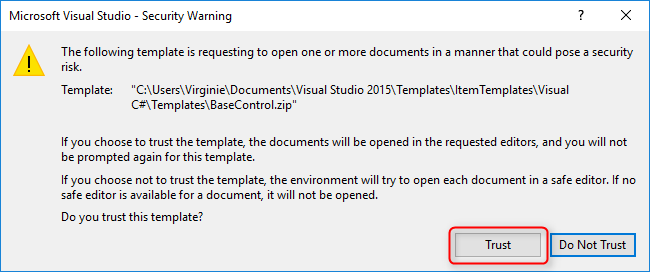 Microsoft Visual Studio - Security Warning
?
The following template is requesting to open one or more documents in a manner that could pose a security
risk.
Template: "C:\Users\Virginie\Documents\Visual Studio 2015\Templates\ItemTemplates\Visual
C#\Templates\BaseControl.zip"
If you choose to trust the template, the documents will be opened in the requested editors, and you will not
be prompted again for this template.
If you choose not to trust the template, the environment will try to open each document in a safe editor. If no
safe editor is available for a document, it will not be opened.
Do you trust this template?
Trust
Do Not Trust